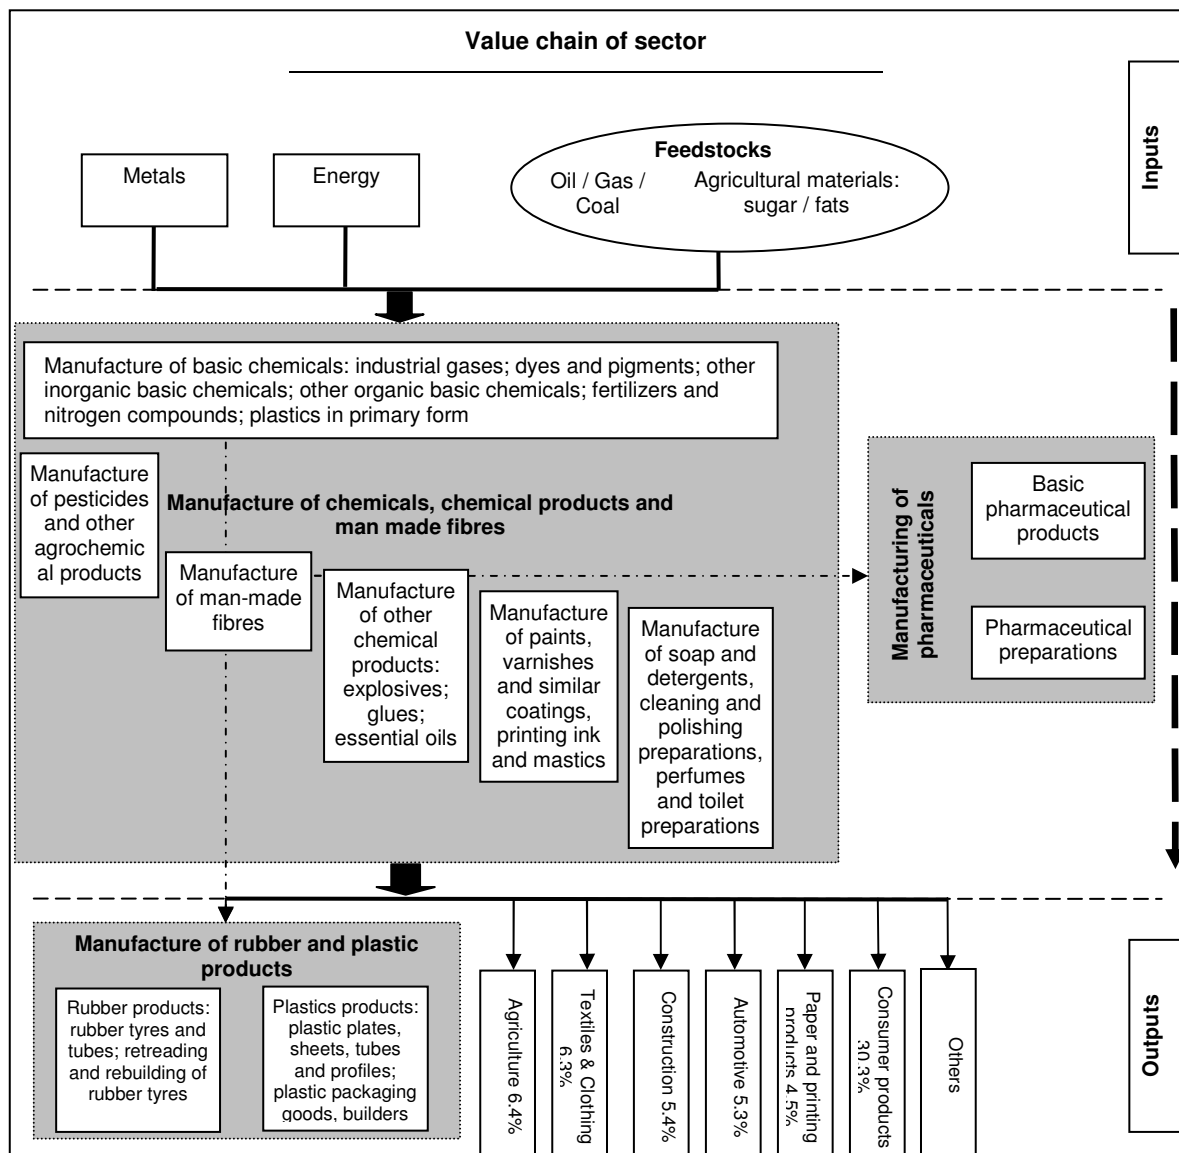 Value chain of sector
Inputs
Metals
Energy
Feedstocks
Oil / Gas /
Coal
Agricultural materials:
sugar / fats
Manufacture of basic chemicals: industrial gases; dyes and pigments; other
inorganic basic chemicals; other organic basic chemicals; fertilizers and
nitrogen compounds; plastics in primary form
Manufacture
of pesticides
and other
agrochemic
al products
Manufacture of chemicals, chemical products and
man made fibres
Manufacture
of man-made
fibres
Manufacture
of other
chemical
products:
explosives;
glues;
essential oils
Manufacture
of paints,
varnishes
and similar
coatings,
printing ink
and mastics
Manufacture
of soap and
detergents,
cleaning and
polishing
preparations,
perfumes
and toilet
preparations
Manufacturing of
pharmaceuticals
Basic
pharmaceutical
products
Pharmaceutical
preparations
Manufacture of rubber and plastic
products
Rubber products:
rubber tyres and
tubes; retreading
and rebuilding of
rubber tyres
Plastics products:
plastic plates,
sheets, tubes
and profiles;
plastic packaging
goods, builders
Agriculture 6.4%
Textiles & Clothing
6.3%
Construction 5.4%
Automotive 5.3%
Paper and printing
products 4.5%
Consumer products
30.3%
Others
Outputs